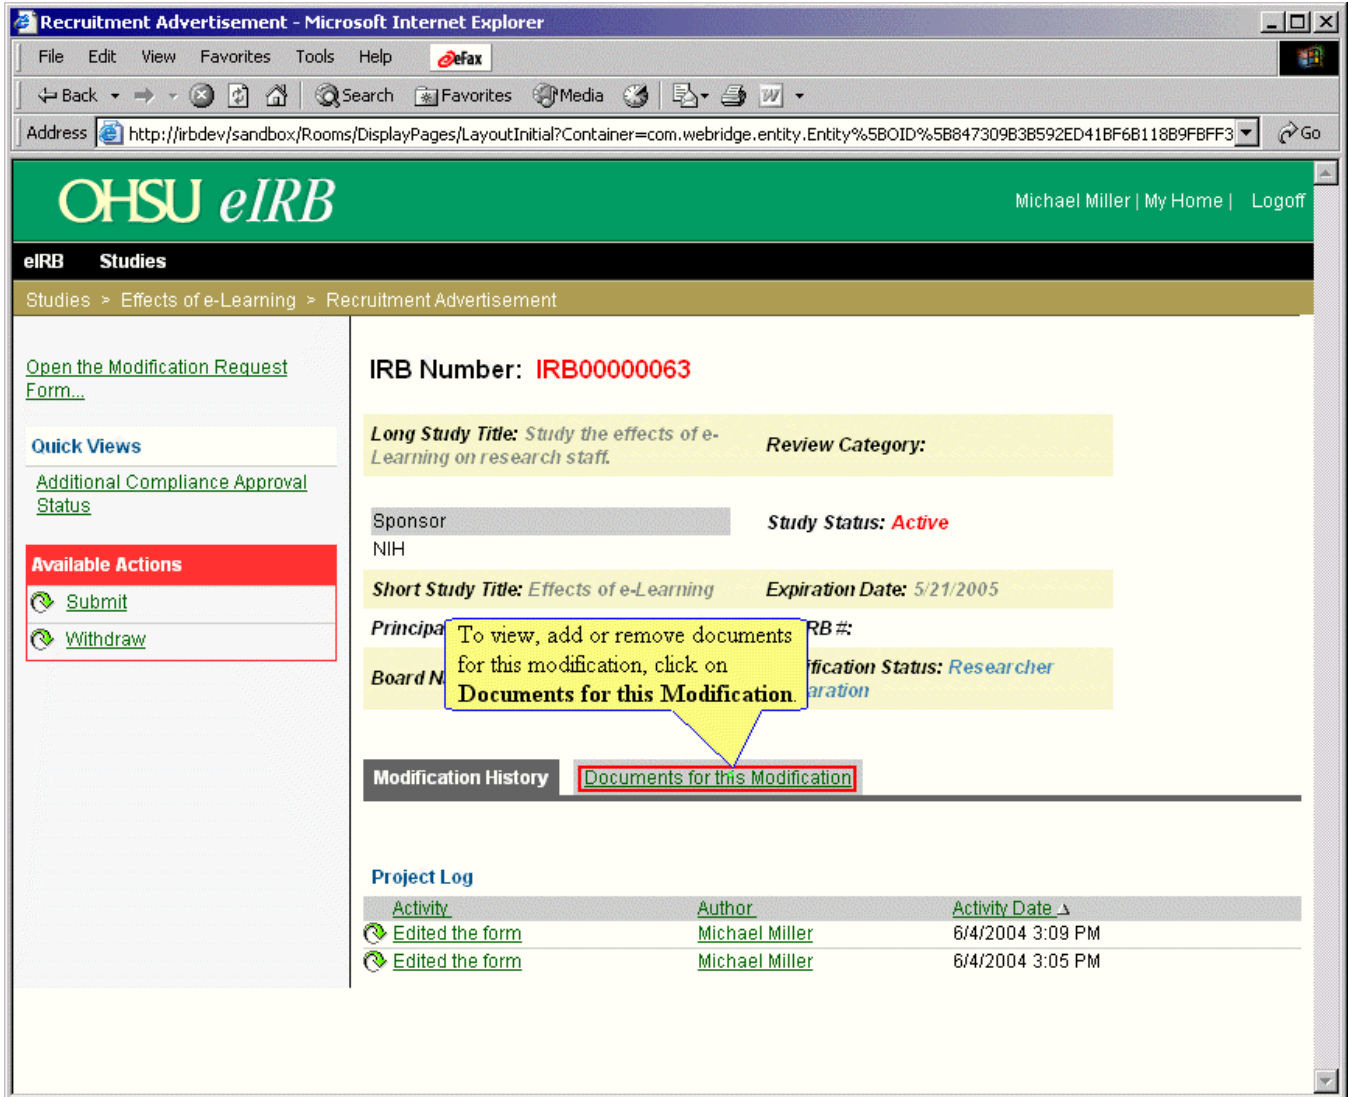 Recruitment Advertisement - Microsoft Internet Explorer
File Edit View Favorites Tools Help eFax
Back Search Favorites Media
Address http://irbdev/sandbox/Rooms/DisplayPages/LayoutInitial?Container=com.webridge.entity.Entity%5BOID%5B847309B3B592ED41BF6B118B9FBFF3 Go
OHSU eIRB
Michael Miller | My Home | Logoff
eIRB Studies
Studies > Effects of e-Learning > Recruitment Advertisement
Open the Modification Request
Form...
Quick Views
Additional Compliance Approval
Status
Available Actions
Submit
Withdraw
IRB Number: IRB00000063
Long Study Title: Study the effects of e-
Learning on research staff.
Review Category:
Sponsor
NIH
Study Status: Active
Short Study Title: Effects of e-Learning
Expiration Date: 5/21/2005
To view, add or remove documents
for this modification, click on
Documents for this Modification.
RB #:
Board
Status: Researcher
Modification History
Documents for this Modification
Project Log
Activity Author Activity Date
Edited the form Michael Miller 6/4/2004 3:09 PM
Edited the form Michael Miller 6/4/2004 3:05 PM